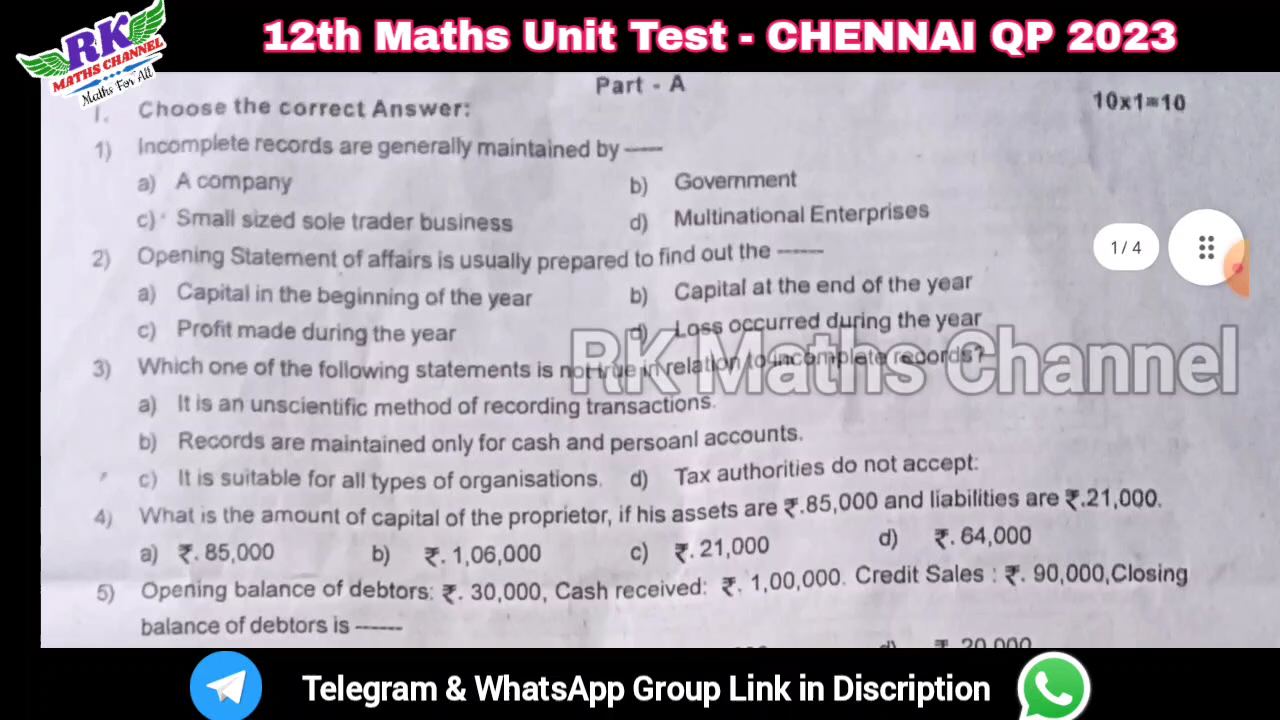 RK
MATHS CHANNEL
Maths For All
12th Maths Unit Test - CHENNAI QP 2023
Part - A
I. Choose the correct Answer: 10x1=10
1) Incomplete records are generally maintained by ——
a) A company b) Government
c) Small sized sole trader business d) Multinational Enterprises
2) Opening Statement of affairs is usually prepared to find out the ------
a) Capital in the beginning of the year b) Capital at the end of the year
c) Profit made during the year d) Loss occurred during the year
3) Which one of the following statements is not true in relation to incomplete records?
a) It is an unscientific method of recording transactions.
b) Records are maintained only for cash and persoanl accounts.
c) It is suitable for all types of organisations. d) Tax authorities do not accept:
4) What is the amount of capital of the proprietor, if his assets are ₹.85,000 and liabilities are ₹.21,000.
a) ₹. 85,000 b) ₹. 1,06,000 c) ₹. 21,000 d) ₹. 64,000
5) Opening balance of debtors: ₹. 30,000, Cash received: ₹. 1,00,000. Credit Sales : ₹. 90,000,Closing
balance of debtors is ------
d) ₹ 20,000
1 / 4
RK Maths Channel
Telegram & WhatsApp Group Link in Discription